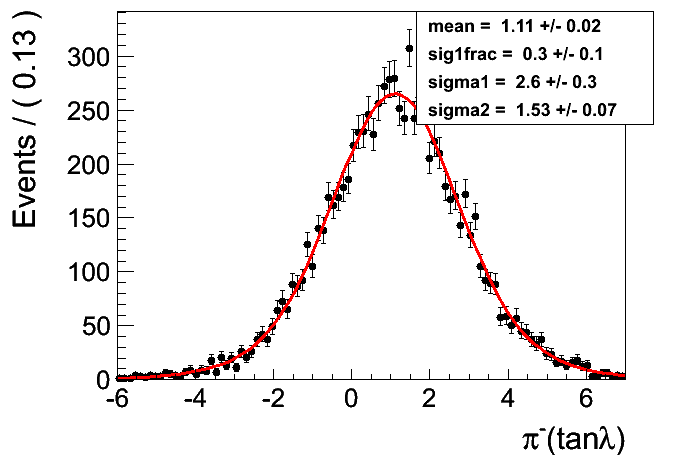 Events / ( 0.13 )
300
250
200
150
100
50
0
mean = 1.11 +/- 0.02
sig1frac = 0.3 +/- 0.1
sigma1 = 2.6 +/- 0.3
sigma2 = 1.53 +/- 0.07
-6 -4 -2 0 2 4 6
π⁻(tanλ)